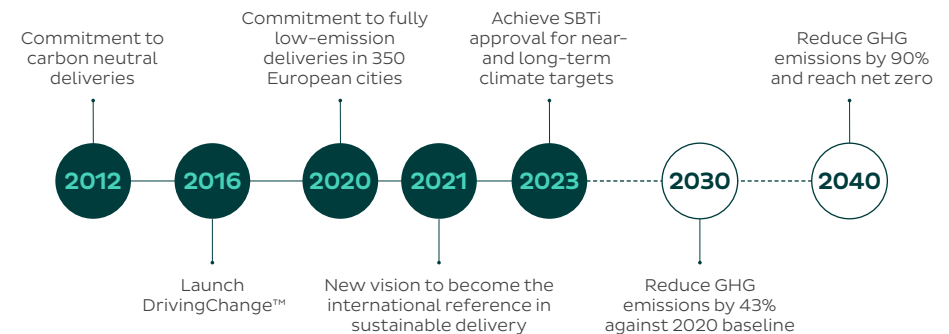 Commitment to
carbon neutral
deliveries
2012
2016
Launch
DrivingChange™
Commitment to fully
low-emission
deliveries in 350
European cities
2020
2021
New vision to become the
international reference in
sustainable delivery
Achieve SBTi
approval for near-
and long-term
climate targets
2023
2030
Reduce GHG
emissions by 43%
against 2020 baseline
Reduce GHG
emissions by 90%
and reach net zero
2040